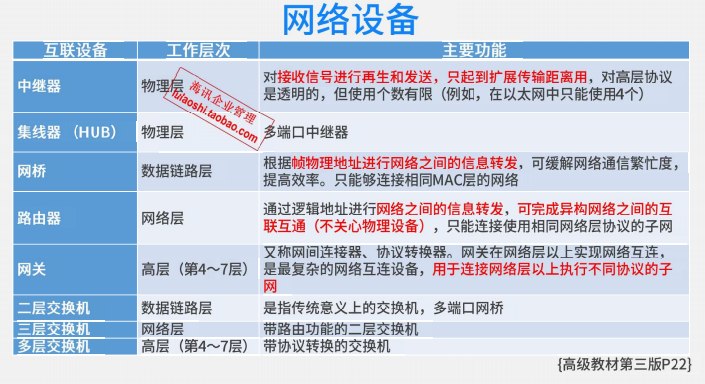 网络设备
互联设备 工作层次 主要功能
中继器 物理层 对接收信号进行再生和发送，只起到扩展传输距离用，对高层协议
是透明的，但使用个数有限（例如，在以太网中只能使用4个）
海讯企业管理
fulaoshi.taobao.com
集线器 （HUB） 物理层 多端口中继器
网桥 数据链路层 根据帧物理地址进行网络之间的信息转发，可缓解网络通信繁忙度，
提高效率。只能够连接相同MAC层的网络
路由器 网络层 通过逻辑地址进行网络之间的信息转发，可完成异构网络之间的互
联互通（不关心物理设备），只能连接使用相同网络层协议的子网
网关 高层（第4～7层） 又称网间连接器、协议转换器。网关在网络层以上实现网络互连，
是最复杂的网络互连设备，用于连接网络层以上执行不同协议的子
网
二层交换机 数据链路层 是指传统意义上的交换机，多端口网桥
三层交换机 网络层 带路由功能的二层交换机
多层交换机 高层（第4～7层） 带协议转换的交换机
{高级教材第三版P22}